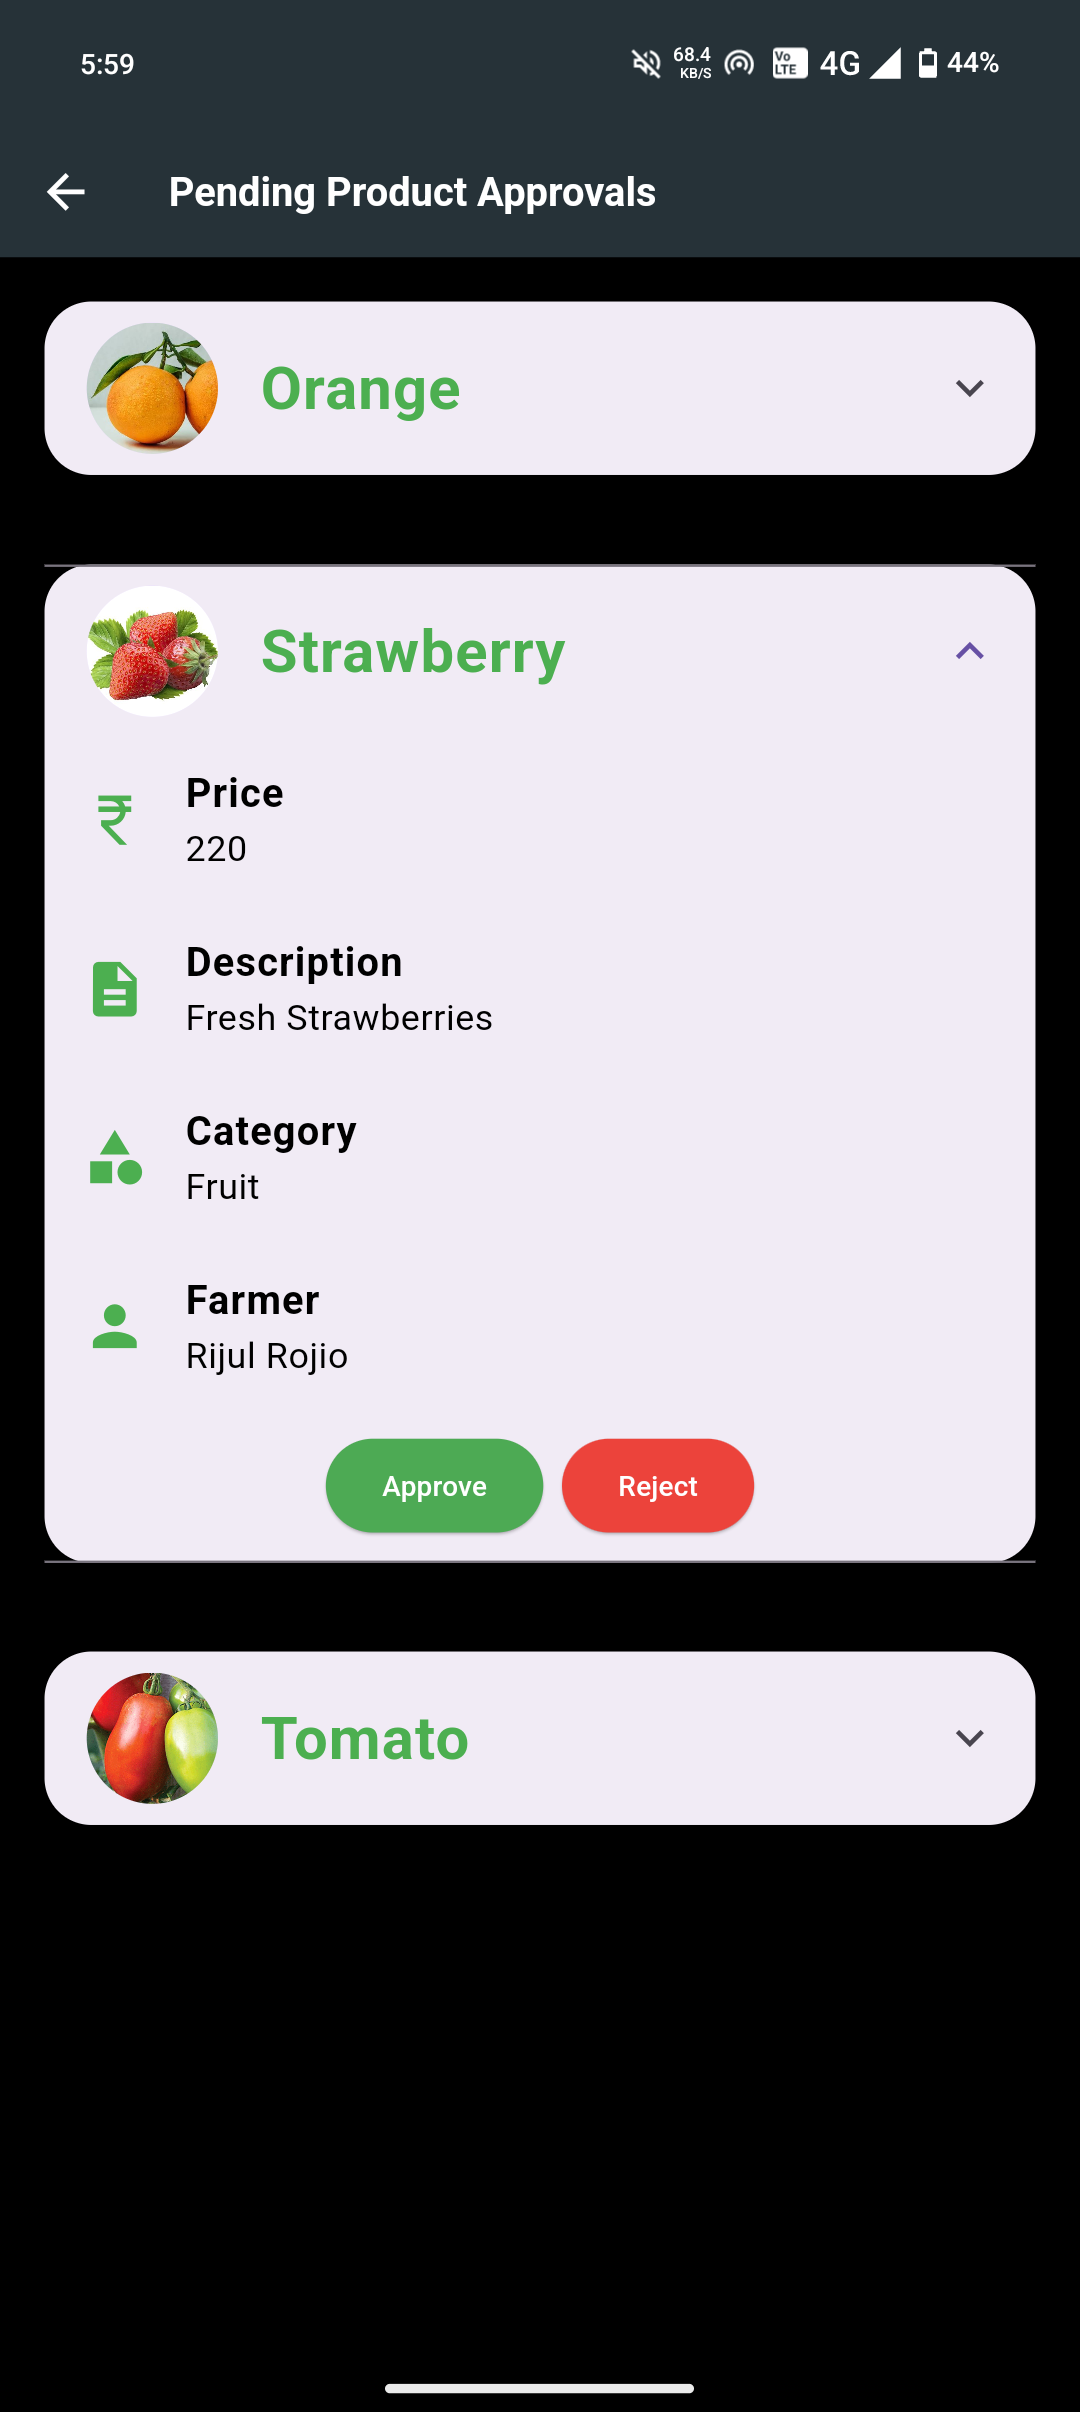 5:59
68.4
KB/S
Vo
LTE
4G
44%
Pending Product Approvals
Orange
Strawberry
₹
Price
220
Description
Fresh Strawberries
Category
Fruit
Farmer
Rijul Rojio
Approve
Reject
Tomato